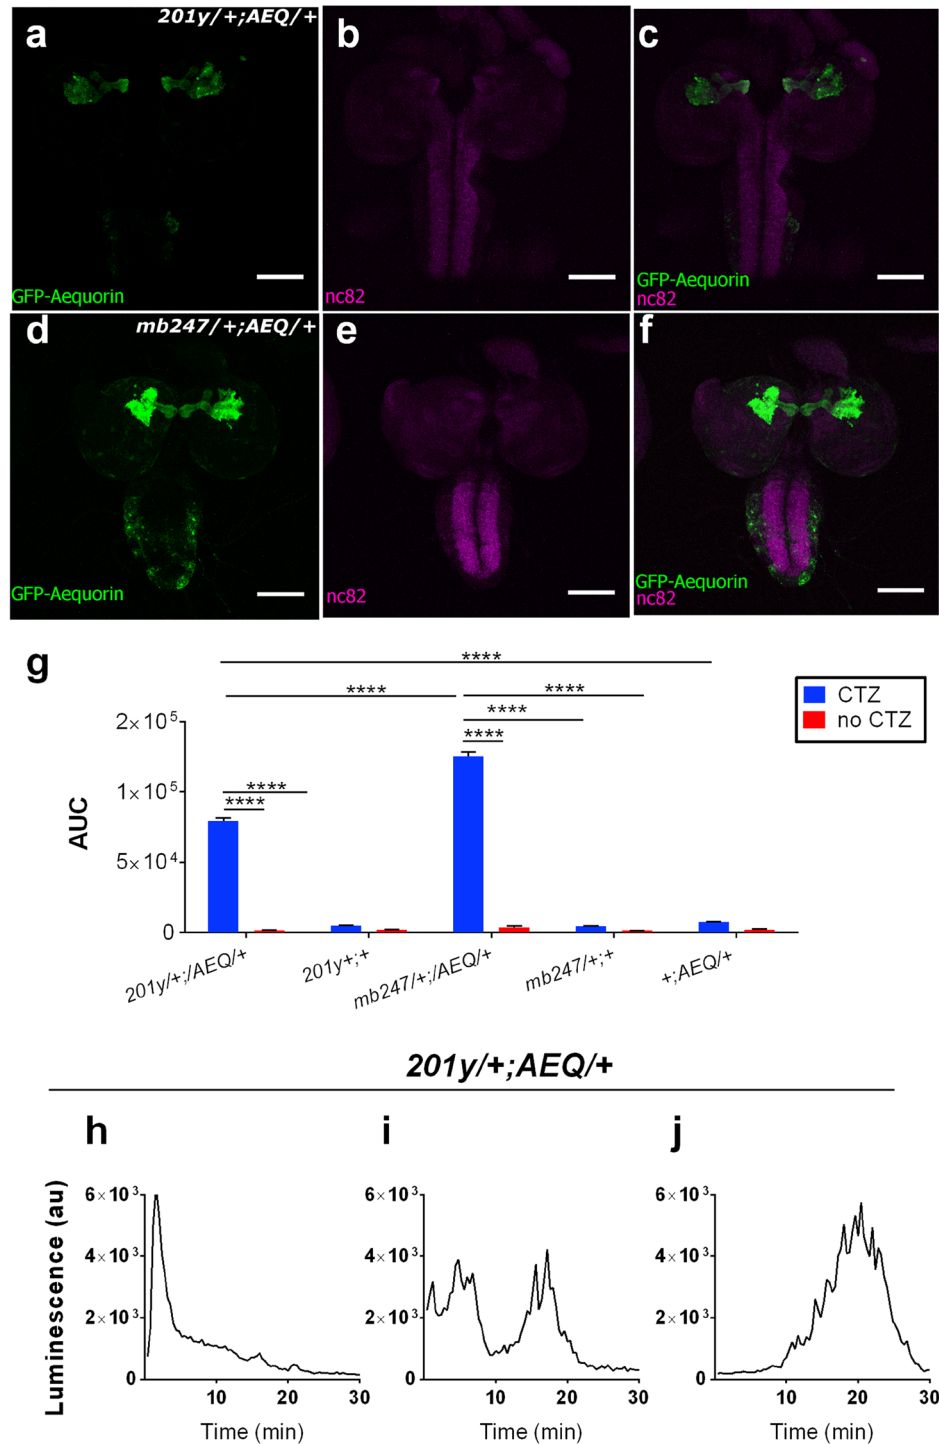 a
201y/+;AEQ/+
b
c
GFP-Aequorin
nc82
GFP-Aequorin
nc82
d
mb247/+;AEQ/+
e
f
GFP-Aequorin
nc82
GFP-Aequorin
nc82
g
****
****
****
****
****
****
****
CTZ
no CTZ
AUC
2×10⁵
1×10⁵
5×10⁴
0
201y/+;/AEQ/+
201y+;+
mb247/+;/AEQ/+
mb247/+;+
+;AEQ/+
201y/+;AEQ/+
h
i
j
Luminescence (au)
6×10³
4×10³
2×10³
0
10
20
30
Time (min)
6×10³
4×10³
2×10³
0
10
20
30
Time (min)
6×10³
4×10³
2×10³
0
10
20
30
Time (min)